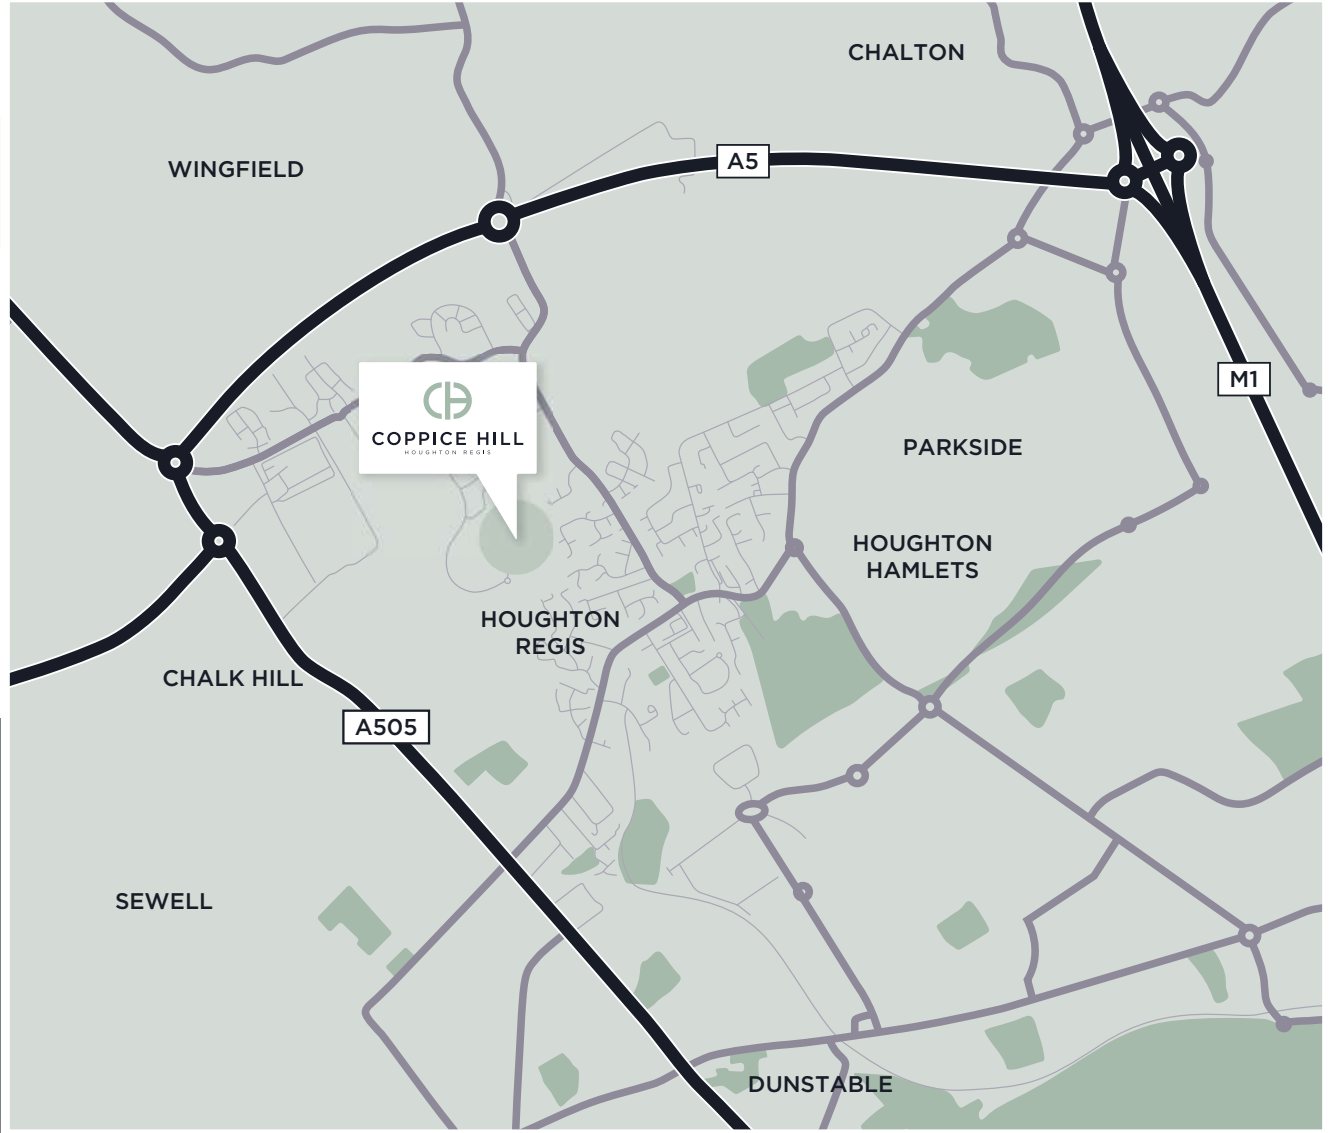 CHALTON
WINGFIELD
A5
M1
COPPICE HILL
HOUGHTON REGIS
PARKSIDE
HOUGHTON
HAMLETS
HOUGHTON
REGIS
CHALK HILL
A505
SEWELL
DUNSTABLE